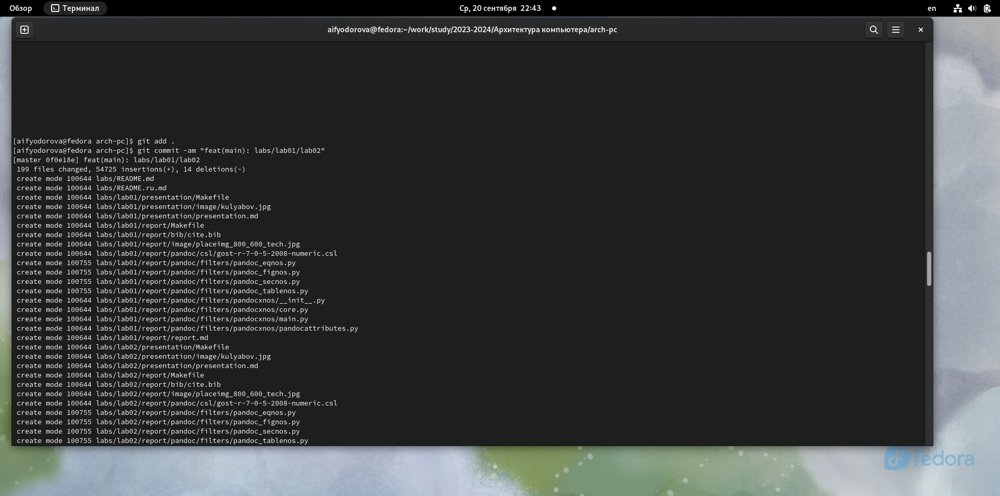 Обзор
Терминал
Ср, 20 сентября 22:43
en
aifyodorova@fedora:~/work/study/2023-2024/Архитектура компьютера/arch-pc
[aifyodorova@fedora arch-pc]$ git add .
[aifyodorova@fedora arch-pc]$ git commit -am "feat(main): labs/lab01/lab02"
[master 0f0e18e] feat(main): labs/lab01/lab02
199 files changed, 54725 insertions(+), 14 deletions(-)
create mode 100644 labs/README.md
create mode 100644 labs/README.ru.md
create mode 100644 labs/lab01/presentation/Makefile
create mode 100644 labs/lab01/presentation/image/kulyabov.jpg
create mode 100644 labs/lab01/presentation/presentation.md
create mode 100644 labs/lab01/report/Makefile
create mode 100644 labs/lab01/report/bib/cite.bib
create mode 100644 labs/lab01/report/image/placeimg_800_600_tech.jpg
create mode 100644 labs/lab01/report/pandoc/csl/gost-r-7-0-5-2008-numeric.csl
create mode 100755 labs/lab01/report/pandoc/filters/pandoc_eqnos.py
create mode 100755 labs/lab01/report/pandoc/filters/pandoc_fignos.py
create mode 100755 labs/lab01/report/pandoc/filters/pandoc_secnos.py
create mode 100755 labs/lab01/report/pandoc/filters/pandoc_tablenos.py
create mode 100644 labs/lab01/report/pandoc/filters/pandocxnos/__init__.py
create mode 100644 labs/lab01/report/pandoc/filters/pandocxnos/core.py
create mode 100644 labs/lab01/report/pandoc/filters/pandocxnos/main.py
create mode 100644 labs/lab01/report/pandoc/filters/pandocxnos/pandocattributes.py
create mode 100644 labs/lab01/report/report.md
create mode 100644 labs/lab02/presentation/Makefile
create mode 100644 labs/lab02/presentation/image/kulyabov.jpg
create mode 100644 labs/lab02/presentation/presentation.md
create mode 100644 labs/lab02/report/Makefile
create mode 100644 labs/lab02/report/bib/cite.bib
create mode 100644 labs/lab02/report/image/placeimg_800_600_tech.jpg
create mode 100644 labs/lab02/report/pandoc/csl/gost-r-7-0-5-2008-numeric.csl
create mode 100755 labs/lab02/report/pandoc/filters/pandoc_eqnos.py
create mode 100755 labs/lab02/report/pandoc/filters/pandoc_fignos.py
create mode 100755 labs/lab02/report/pandoc/filters/pandoc_secnos.py
create mode 100755 labs/lab02/report/pandoc/filters/pandoc_tablenos.py
fedora